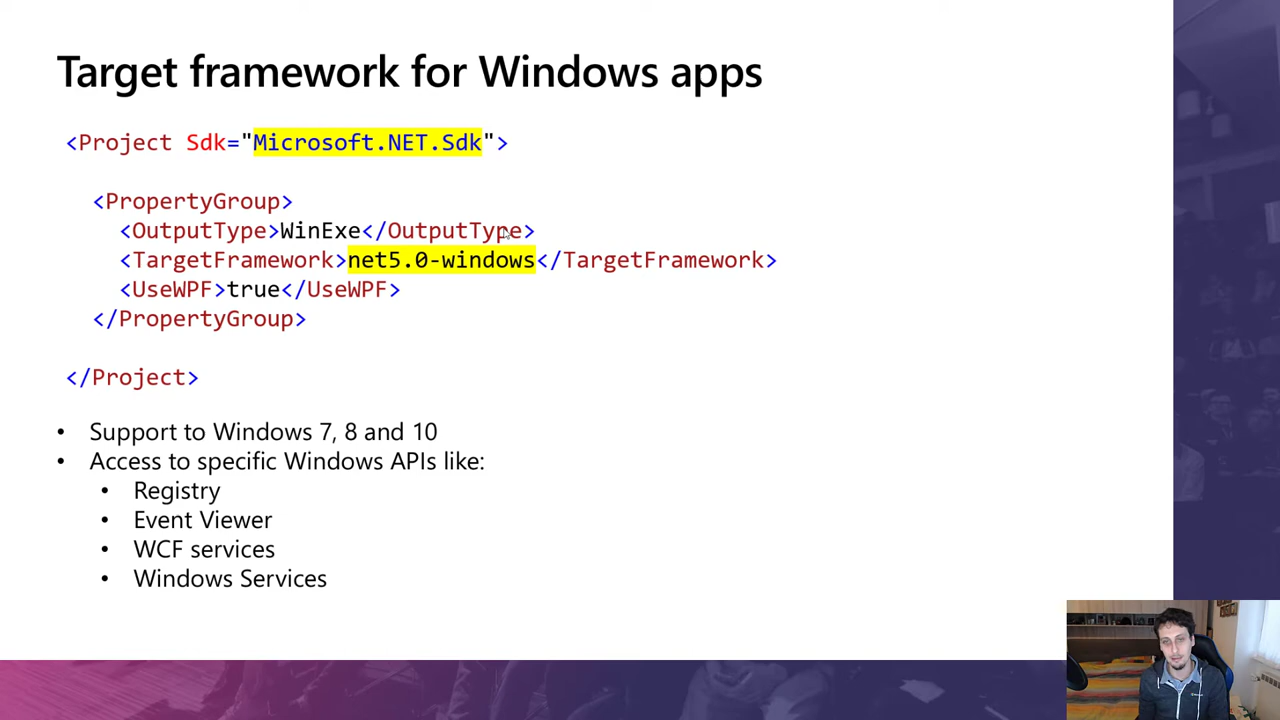 Target framework for Windows apps
<Project Sdk="Microsoft.NET.Sdk">
<PropertyGroup>
<OutputType>WinExe</OutputType>
<TargetFramework>net5.0-windows</TargetFramework>
<UseWPF>true</UseWPF>
</PropertyGroup>
</Project>
• Support to Windows 7, 8 and 10
• Access to specific Windows APIs like:
• Registry
• Event Viewer
• WCF services
• Windows Services